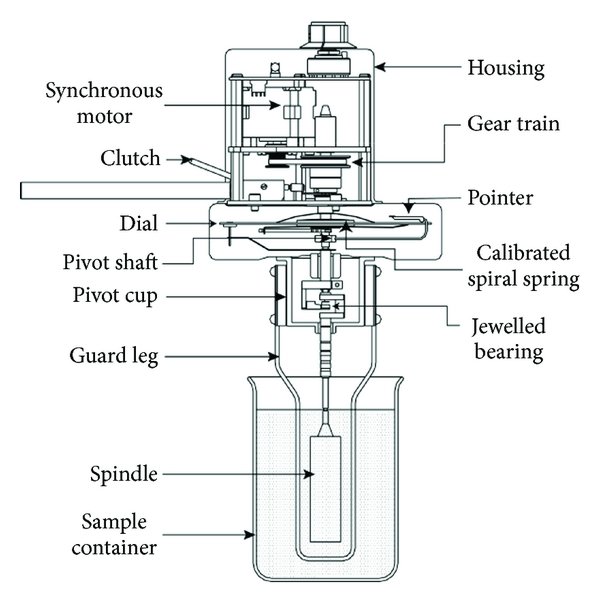 Housing
Synchronous
motor
Gear train
Clutch
Pointer
Dial
Calibrated
spiral spring
Pivot shaft
Pivot cup
Jewelled
bearing
Guard leg
Spindle
Sample
container